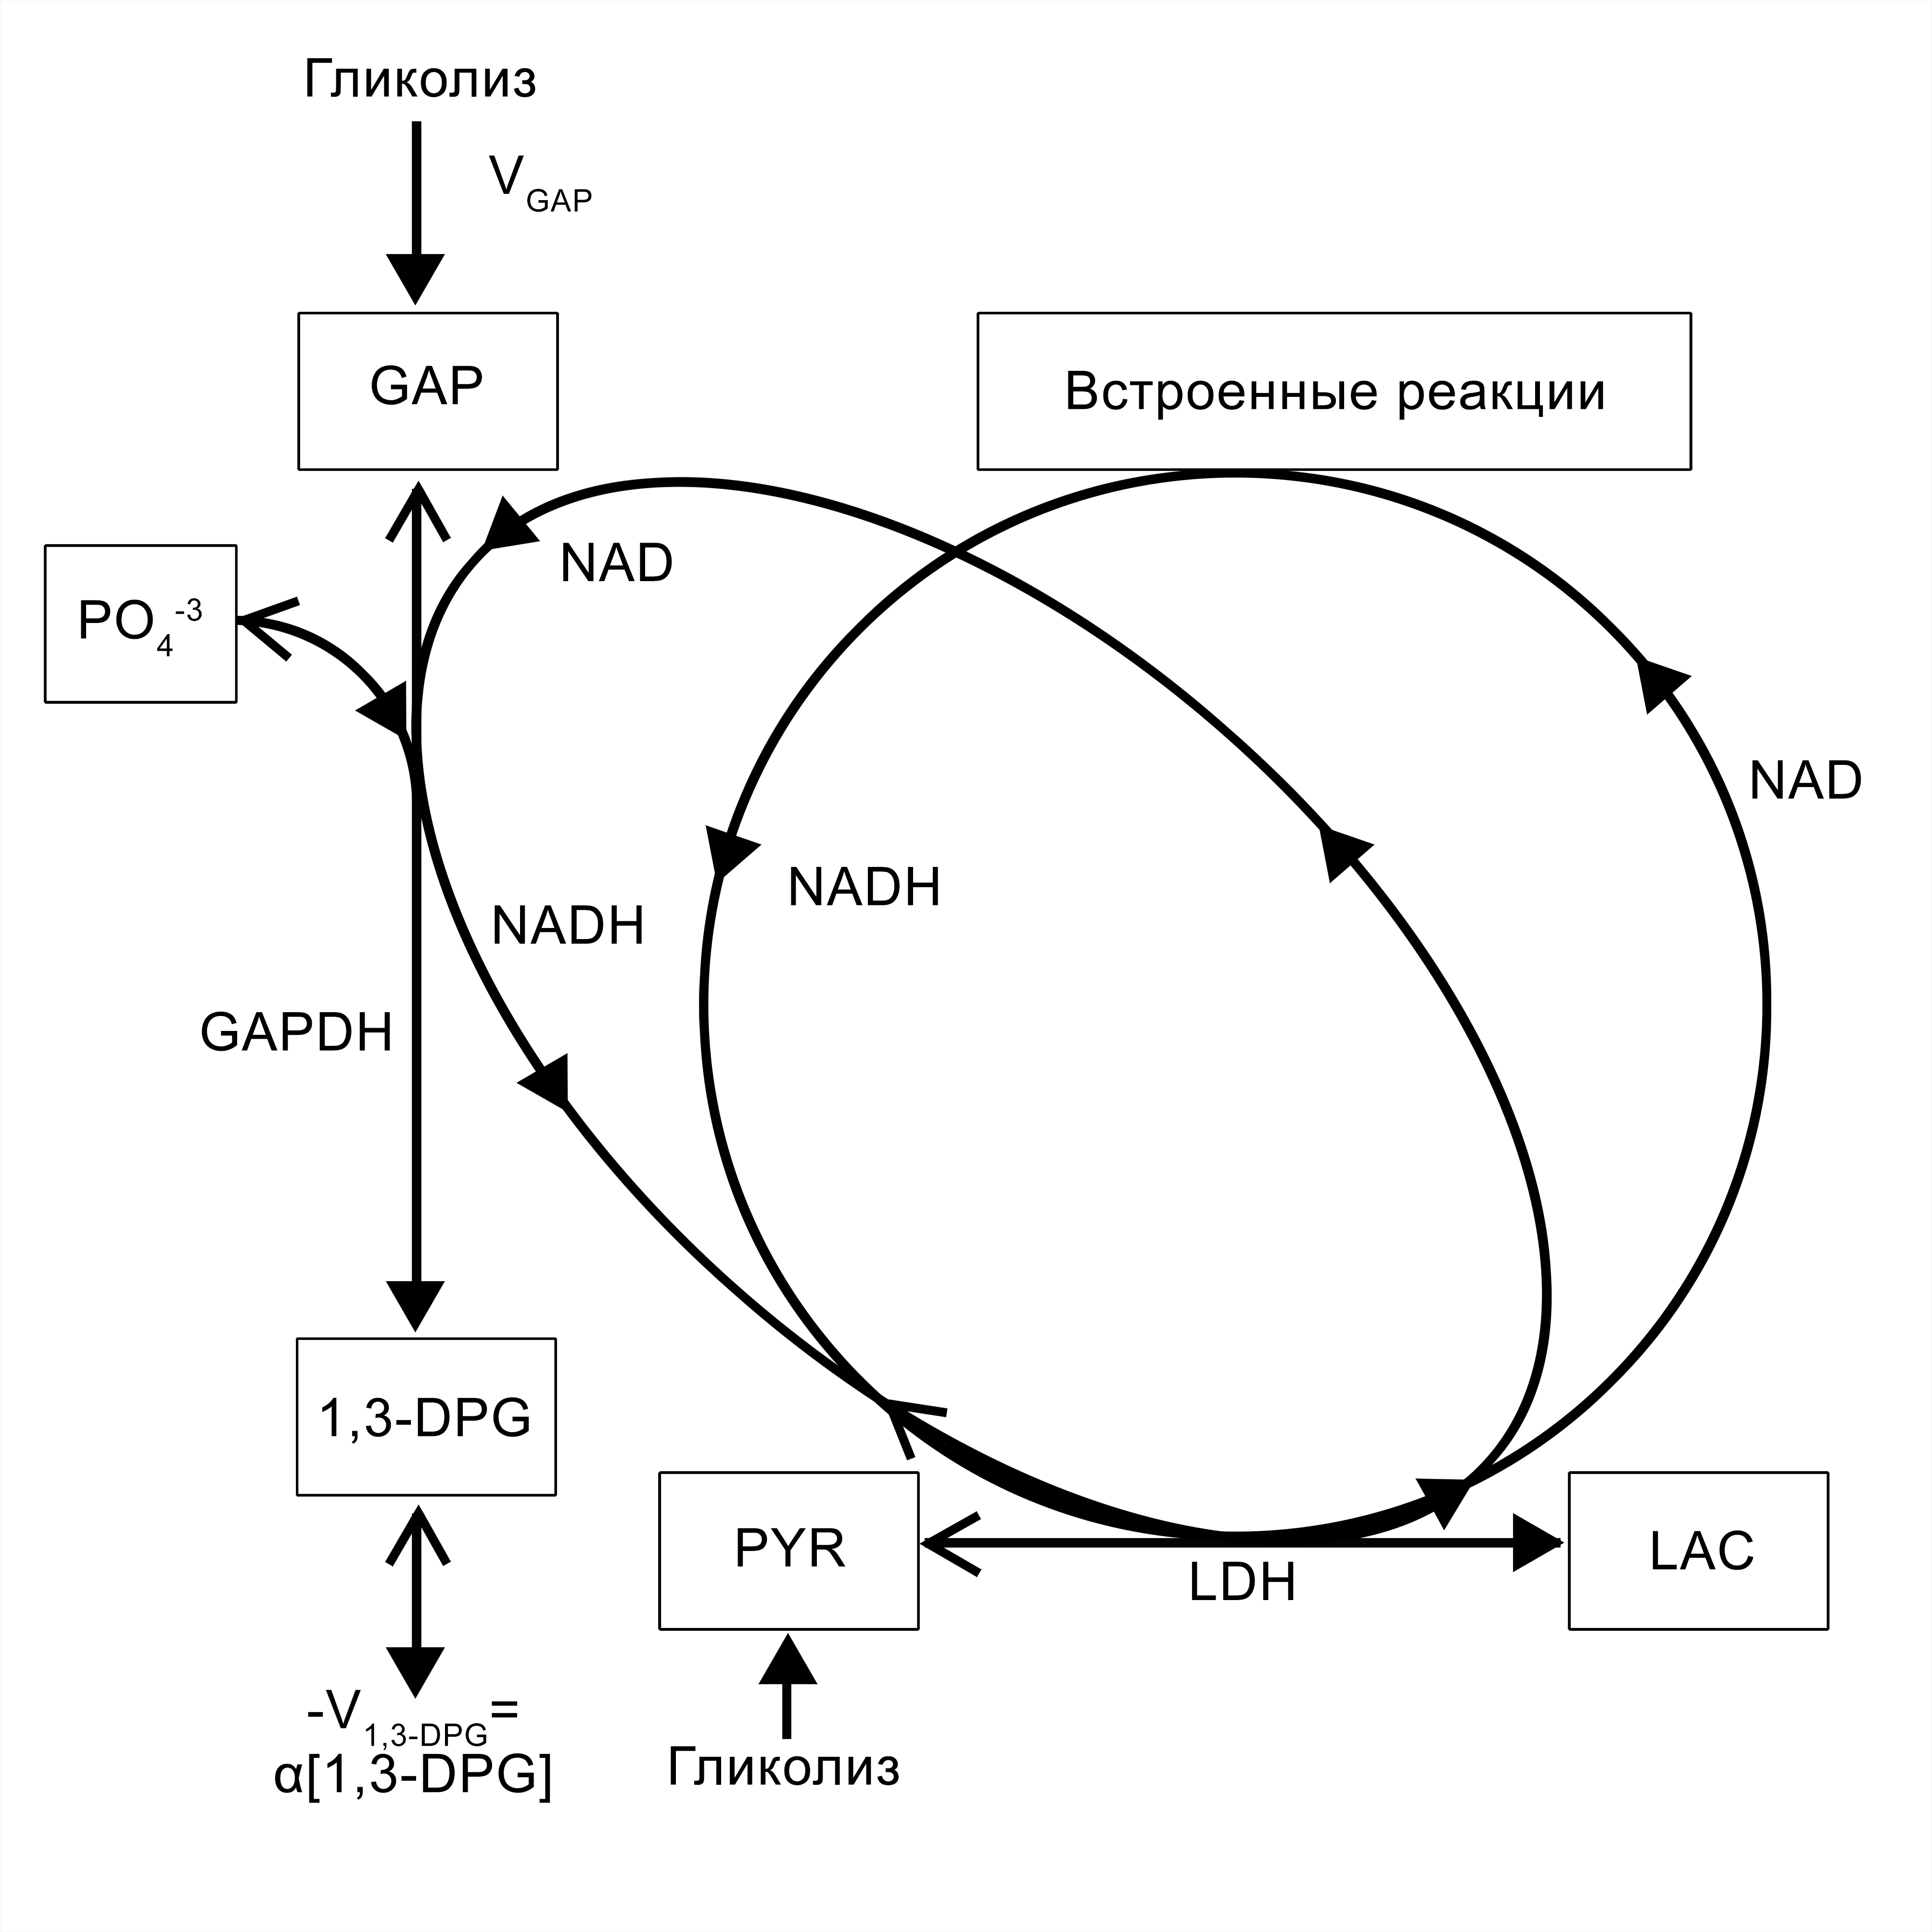 Гликолиз
V GAP
GAP
Встроенные реакции
NAD
PO4-3
NAD
NADH
NADH
GAPDH
1,3-DPG
PYR
LAC
LDH
-V1,3-DPG=
α[1,3-DPG]
Гликолиз